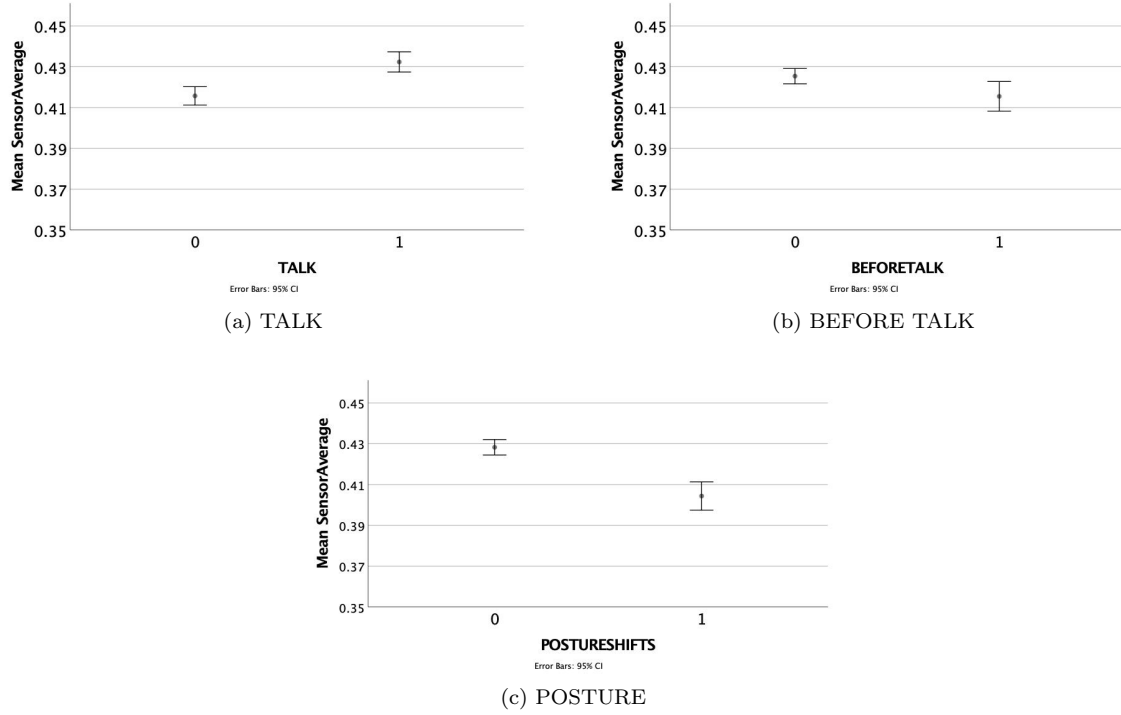 Mean SensorAverage
0.45
0.43
0.41
0.39
0.37
0.35
0 1
TALK
Error Bars: 95% CI
(a) TALK
Mean SensorAverage
0.45
0.43
0.41
0.39
0.37
0.35
0 1
BEFORETALK
Error Bars: 95% CI
(b) BEFORE TALK
Mean SensorAverage
0.45
0.43
0.41
0.39
0.37
0.35
0 1
POSTURESHIFTS
Error Bars: 95% CI
(c) POSTURE